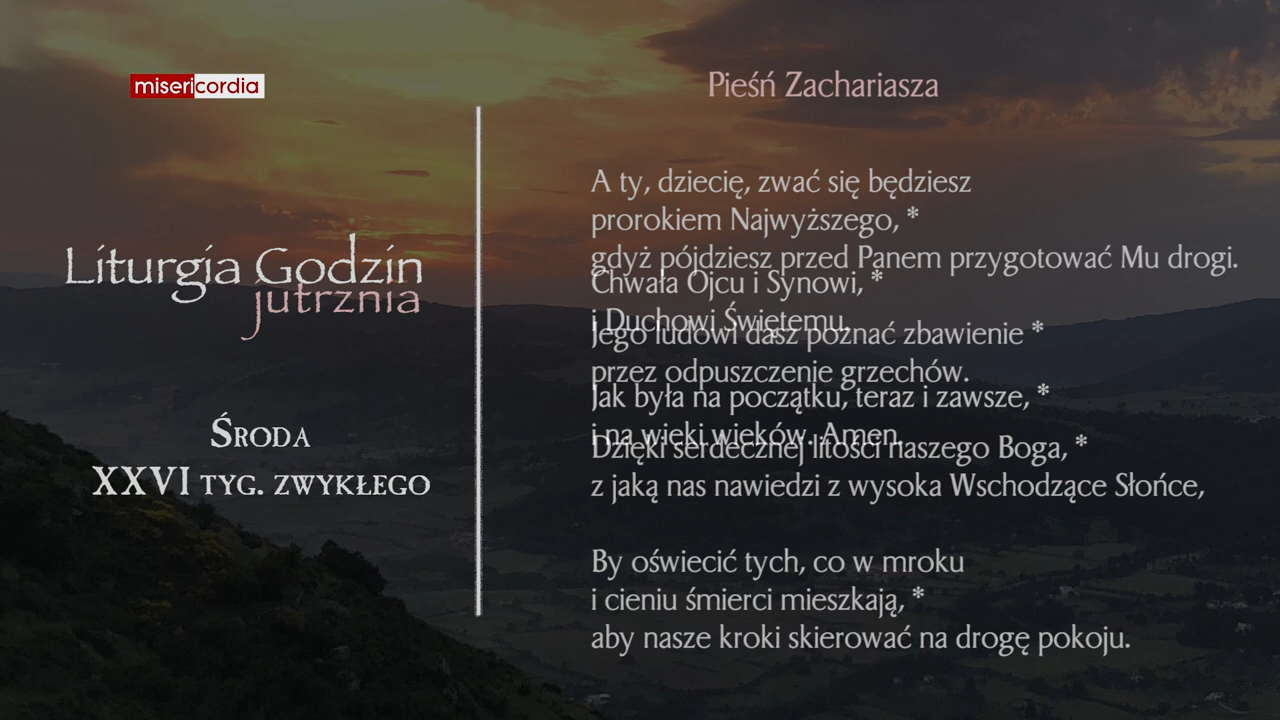 misericordia
Liturgia Godzin
jutrznia
Środa
XXVI tyg. zwykłego
Pieśń Zachariasza
A ty, dziecię, zwać się będziesz
prorokiem Najwyższego, *
gdyż pójdziesz przed Panem przygotować Mu drogi.
Chwała Ojcu i Synowi, *
i Duchowi Świętemu.
Jego ludowi dasz poznać zbawienie *
przez odpuszczenie grzechów.
Jak była na początku, teraz i zawsze, *
i na wieki wieków. Amen.
Dzięki serdecznej litości naszego Boga, *
z jaką nas nawiedzi z wysoka Wschodzące Słońce,
By oświecić tych, co w mroku
i cieniu śmierci mieszkają, *
aby nasze kroki skierować na drogę pokoju.